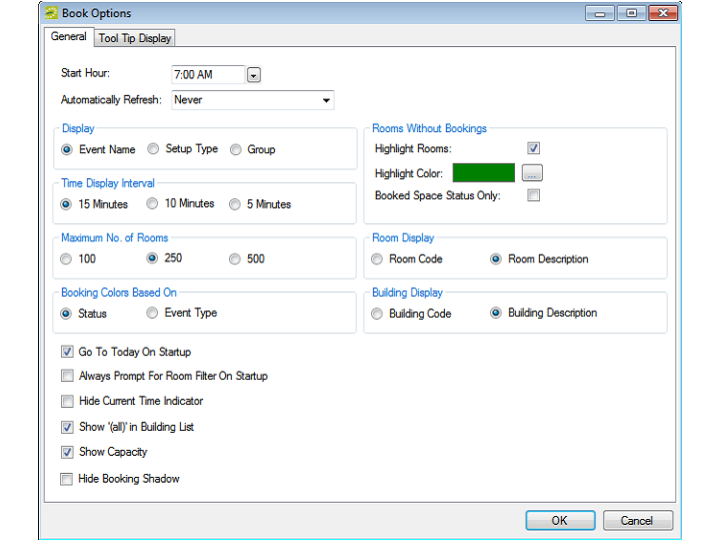 Book Options
General Tool Tip Display
Start Hour: 7:00 AM
Automatically Refresh: Never
Display
Event Name Setup Type Group
Time Display Interval
15 Minutes 10 Minutes 5 Minutes
Maximum No. of Rooms
100 250 500
Booking Colors Based On
Status Event Type
Rooms Without Bookings
Highlight Rooms:
Highlight Color: ...
Booked Space Status Only:
Room Display
Room Code Room Description
Building Display
Building Code Building Description
Go To Today On Startup
Always Prompt For Room Filter On Startup
Hide Current Time Indicator
Show '(all)' in Building List
Show Capacity
Hide Booking Shadow
OK Cancel